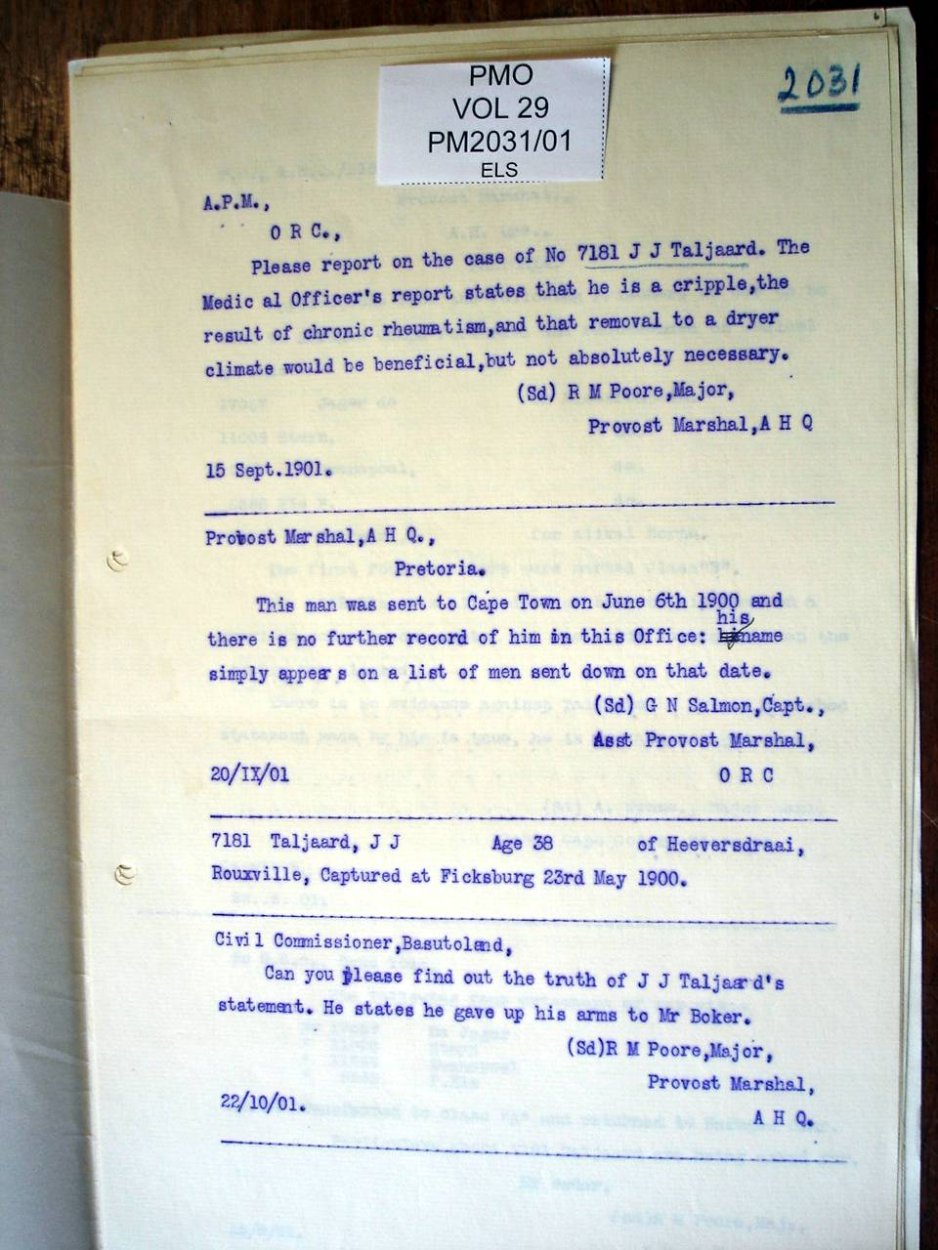 PMO
VOL 29
PM2031/01
ELS
2031
A.P.M.,
O R C.,
Please report on the case of No 7181 J J Taljaard. The
Medic al Officer's report states that he is a cripple,the
result of chronic rheumatism,and that removal to a dryer
climate would be beneficial,but not absolutely necessary.
(Sd) R M Poore,Major,
Provost Marshal,A H Q
15 Sept.1901.
Provost Marshal,A H Q.,
Pretoria.
This man was sent to Cape Town on June 6th 1900 and
his
there is no further record of him in this Office: name
simply appears on a list of men sent down on that date.
(Sd) G N Salmon,Capt.,
Asst Provost Marshal,
20/IX/01 O R C
7181 Taljaard, J J Age 38 of Heeversdraai,
Rouxville, Captured at Ficksburg 23rd May 1900.
Civil Commissioner,Basutoland,
Can you please find out the truth of J J Taljaard's
statement. He states he gave up his arms to Mr Boker.
(Sd)R M Poore,Major,
Provost Marshal,
22/10/01. A H Q.